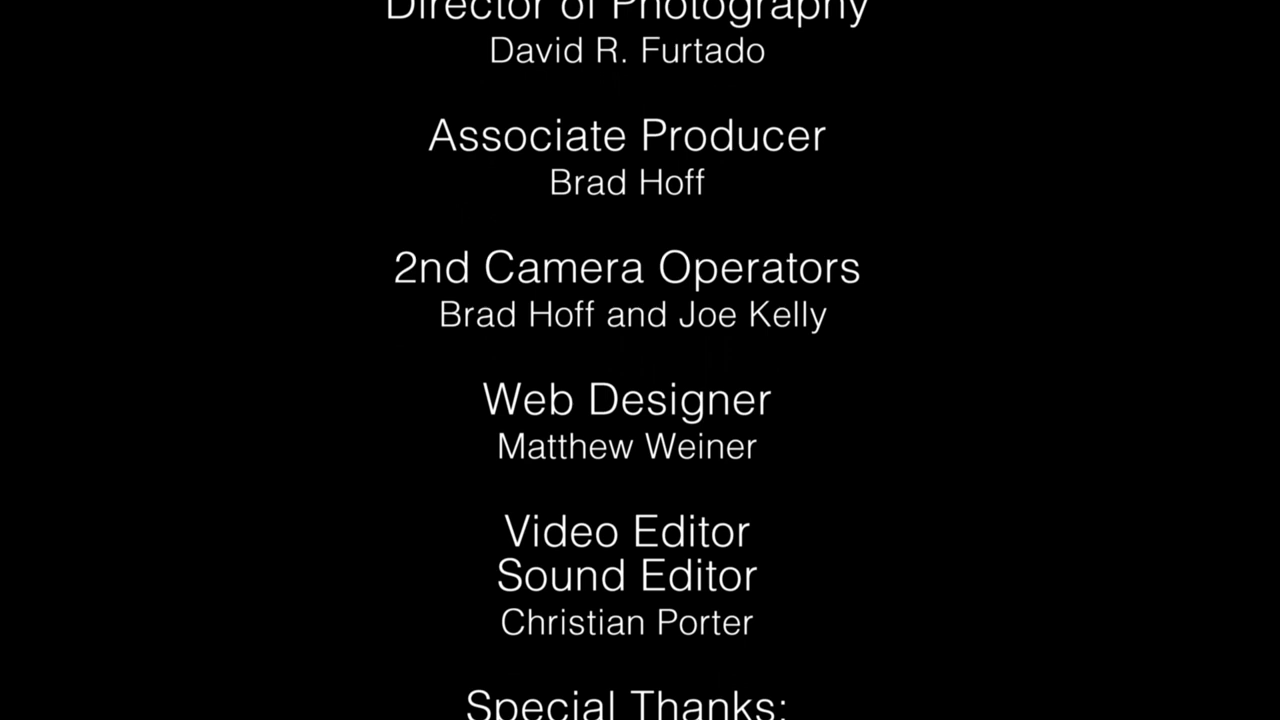 Director of Photography
David R. Furtado
Associate Producer
Brad Hoff
2nd Camera Operators
Brad Hoff and Joe Kelly
Web Designer
Matthew Weiner
Video Editor
Sound Editor
Christian Porter
Special Thanks: